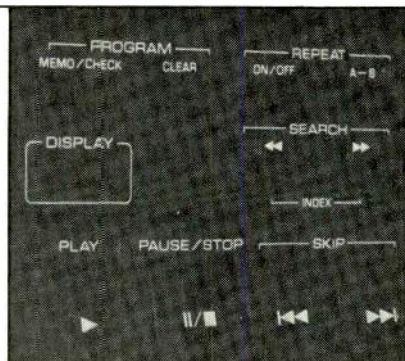 PROGRAM
MEMO/CHECK CLEAR
REPEAT
ON/OFF A-B
DISPLAY
SEARCH
◀◀ ▶▶
INDEX
PLAY PAUSE/STOP SKIP
▶ ❚❚/■ |◀◀ ▶▶|